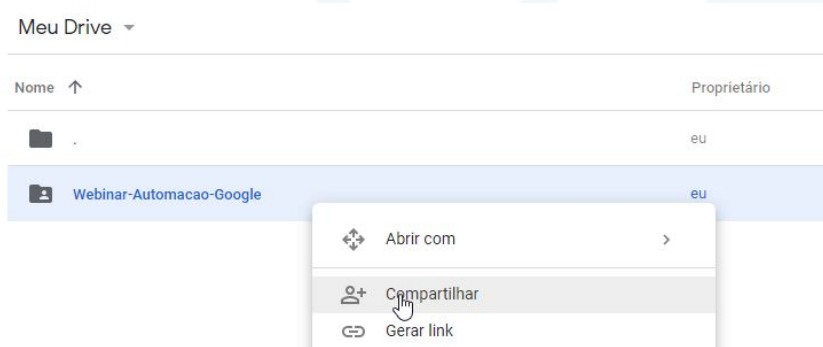 Meu Drive
Nome
Proprietário
.
eu
Webinar-Automacao-Google
eu
Abrir com
Compartilhar
Gerar link